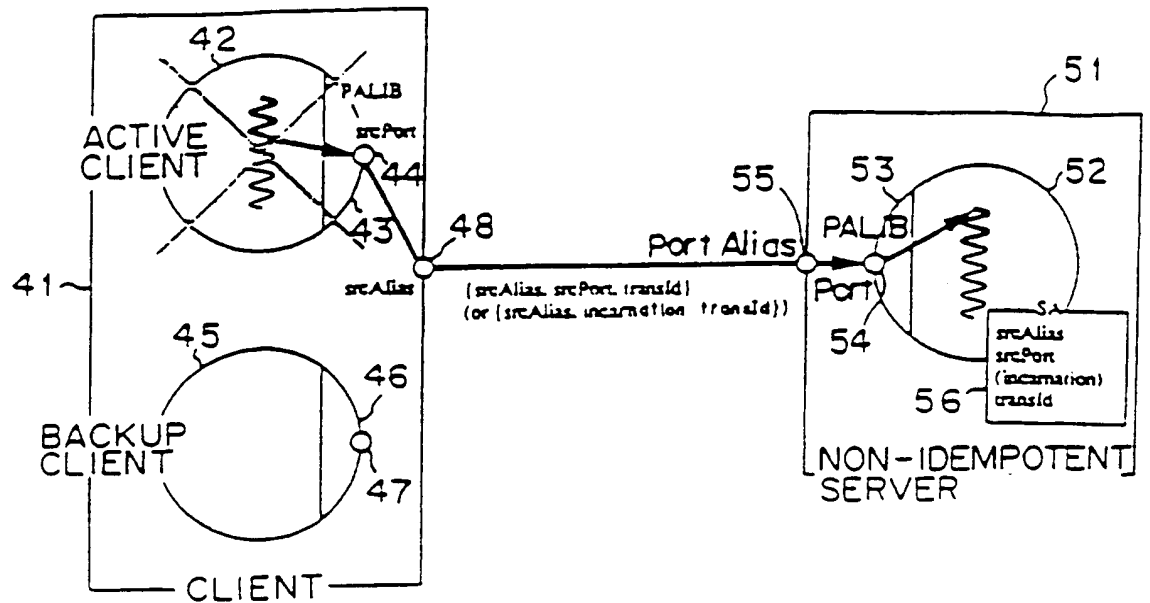 42
51
PALIB
ACTIVE
CLIENT
srcPort
44
43
53
52
55
48
Port Alias
PALIB
41
srcAlias
(srcAlias, srcPort, transId)
(or (srcAlias, incarnation transId))
Port
54
srcAlias
srcPort
(incarnation)
transId
56
45
46
BACKUP
CLIENT
47
NON-IDEMPOTENT
SERVER
CLIENT